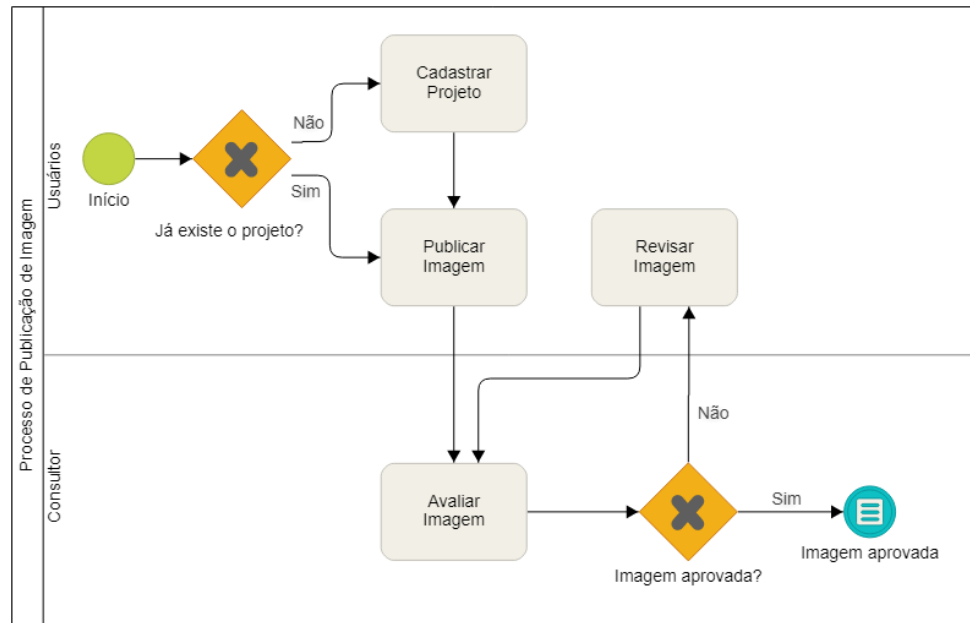 Processo de Publicação de Imagem
Usuários
Início
Já existe o projeto?
Não
Sim
Cadastrar
Projeto
Publicar
Imagem
Revisar
Imagem
Consultor
Avaliar
Imagem
Imagem aprovada?
Não
Sim
Imagem aprovada